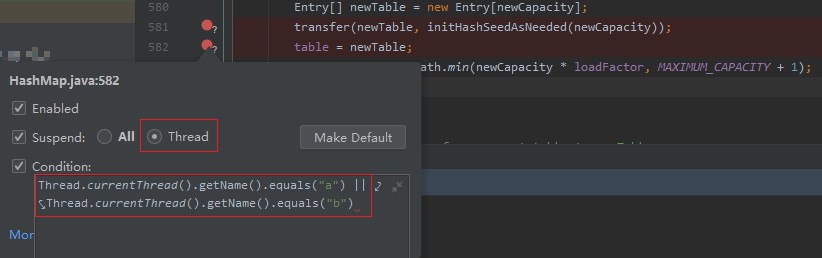 580 Entry[] newTable = new Entry[newCapacity];
581 ? transfer(newTable, initHashSeedAsNeeded(newCapacity));
582 ? table = newTable;
ath.min(newCapacity * loadFactor, MAXIMUM_CAPACITY + 1);
HashMap.java:582
Enabled
Suspend: All Thread Make Default
Condition:
Thread.currentThread().getName().equals("a") ||
Thread.currentThread().getName().equals("b")
Mor